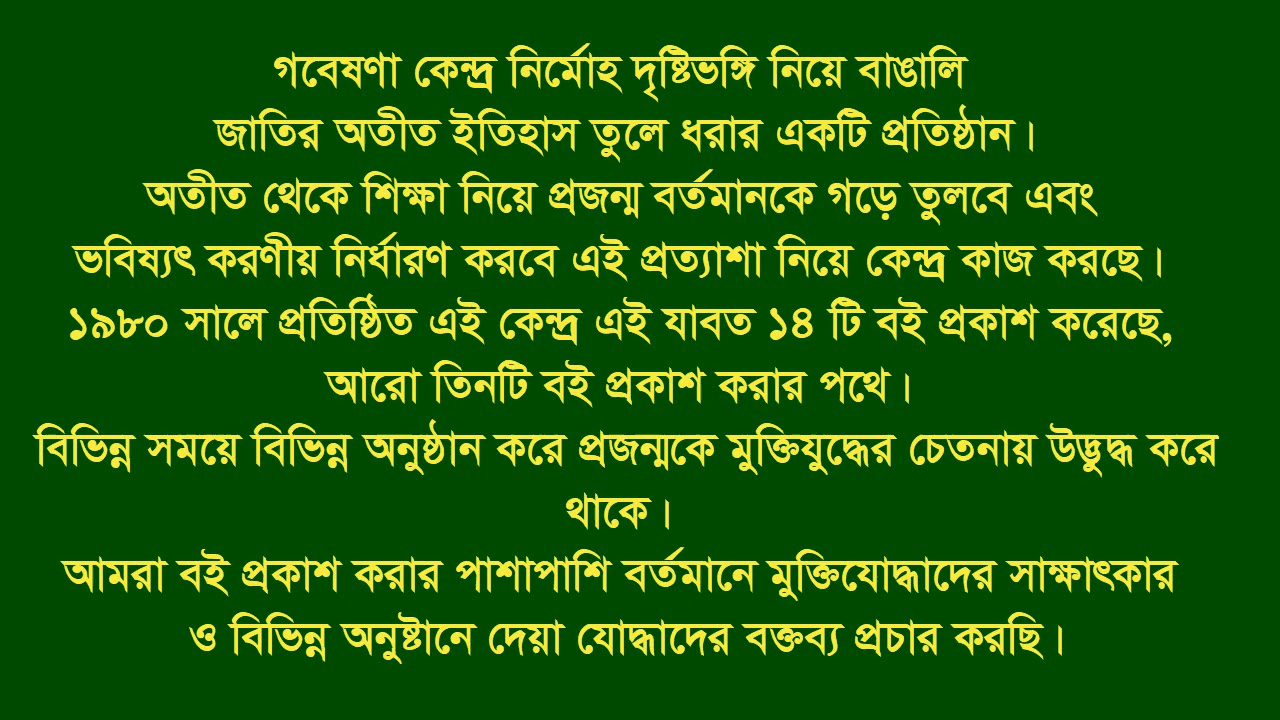 গবেষণা কেন্দ্র নির্মোহ দৃষ্টিভঙ্গি নিয়ে বাঙালি
জাতির অতীত ইতিহাস তুলে ধরার একটি প্রতিষ্ঠান।
অতীত থেকে শিক্ষা নিয়ে প্রজন্ম বর্তমানকে গড়ে তুলবে এবং
ভবিষ্যৎ করণীয় নির্ধারণ করবে এই প্রত্যাশা নিয়ে কেন্দ্র কাজ করছে।
১৯৮০ সালে প্রতিষ্ঠিত এই কেন্দ্র এই যাবত ১৪ টি বই প্রকাশ করেছে,
আরো তিনটি বই প্রকাশ করার পথে।
বিভিন্ন সময়ে বিভিন্ন অনুষ্ঠান করে প্রজন্মকে মুক্তিযুদ্ধের চেতনায় উদ্ভুদ্ধ করে
থাকে।
আমরা বই প্রকাশ করার পাশাপাশি বর্তমানে মুক্তিযোদ্ধাদের সাক্ষাৎকার
ও বিভিন্ন অনুষ্টানে দেয়া যোদ্ধাদের বক্তব্য প্রচার করছি।